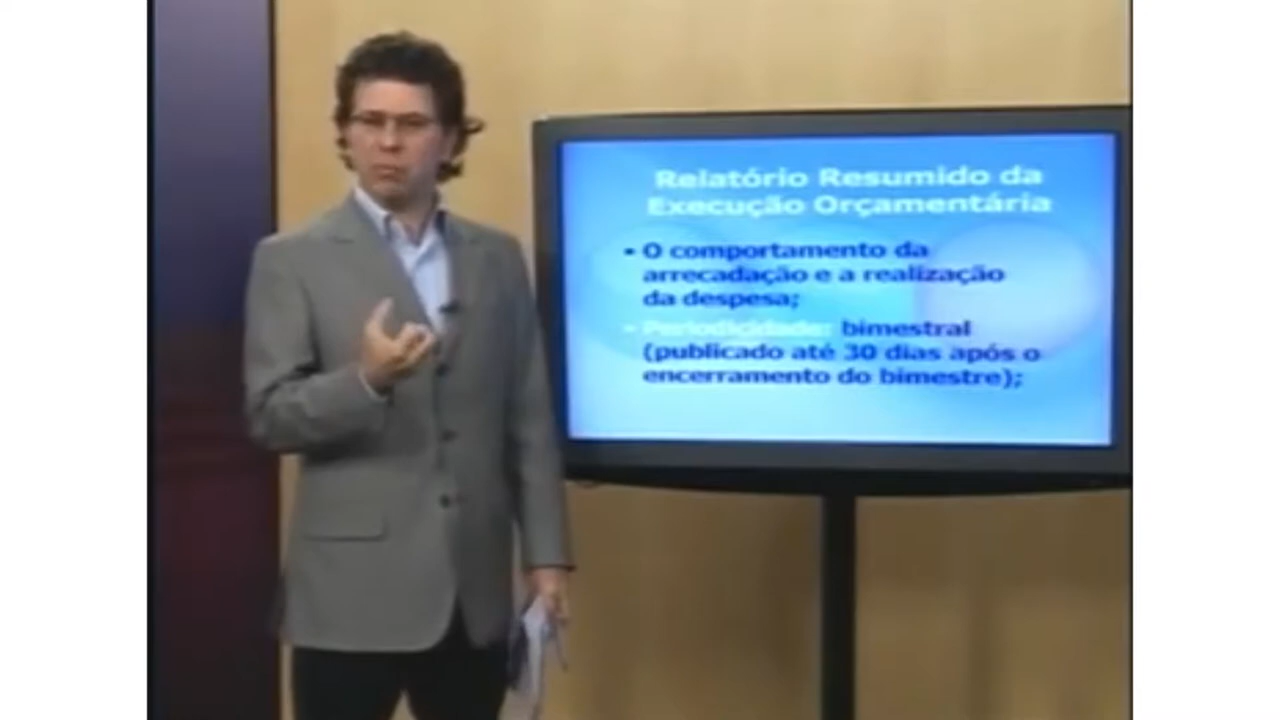 Relatório Resumido da
Execução Orçamentária
• O comportamento da
arrecadação e a realização
da despesa;
• Periodicidade: bimestral
(publicado até 30 dias após o
encerramento do bimestre);